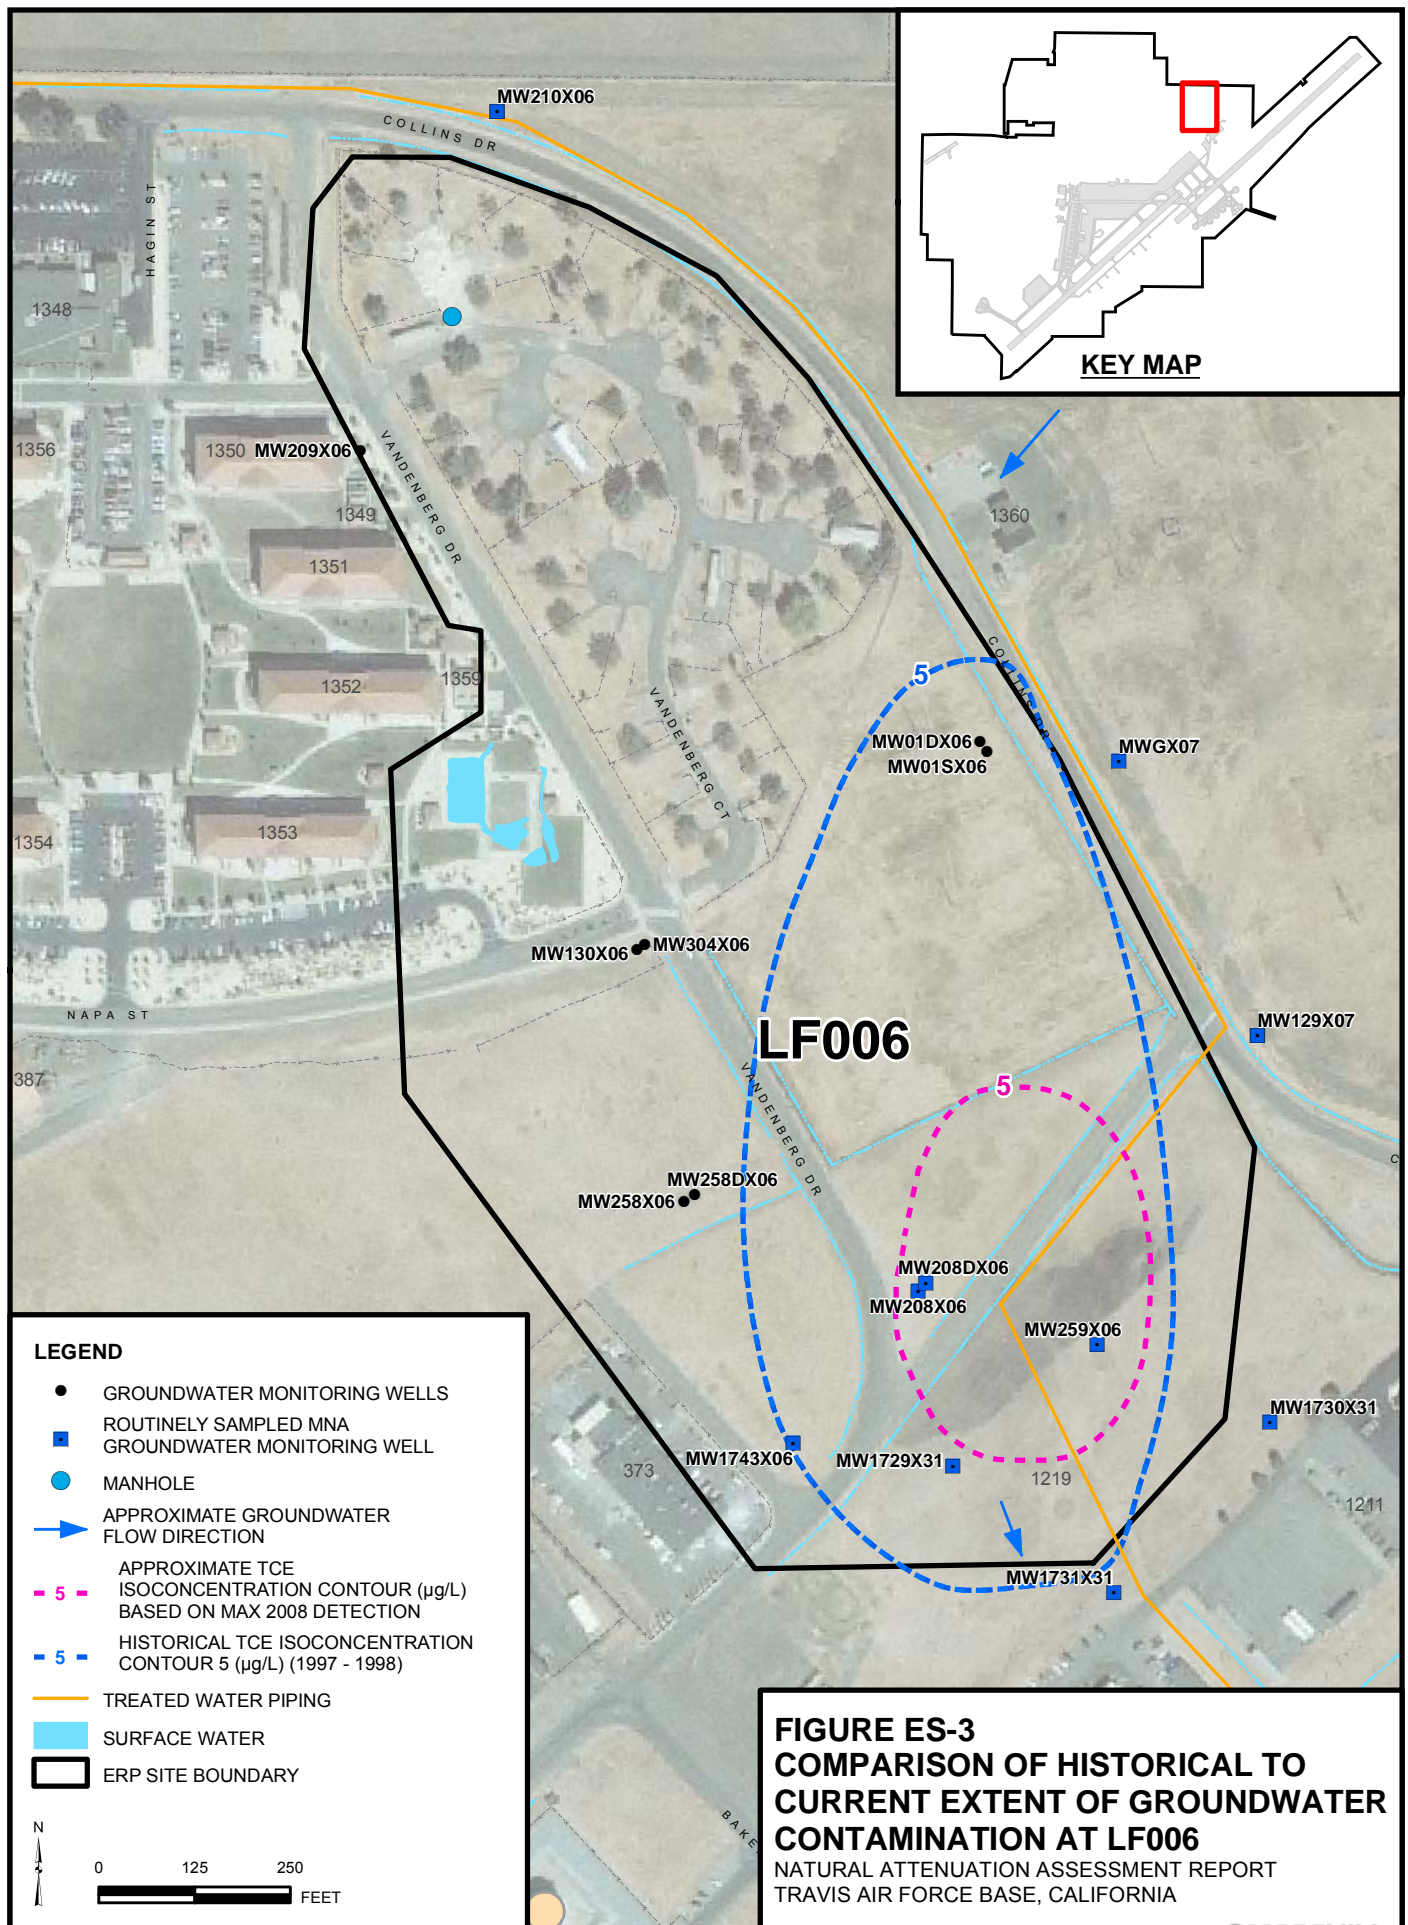 MW210X06
COLLINS DR
HAGIN ST
KEY MAP
1348
1356
1350
MW209X06
1349
VANDENBERG DR
1351
1360
1352
1359
COLLINS DR
5
VANDENBERG CT
MW01DX06
MW01SX06
MWGX07
1354
1353
MW130X06
MW304X06
NAPA ST
LF006
MW129X07
387
VANDENBERG DR
5
C
MW258DX06
MW258X06
MW208DX06
MW208X06
MW259X06
MW1730X31
MW1743X06
MW1729X31
373
1219
1211
MW1731X31
LEGEND
GROUNDWATER MONITORING WELLS
ROUTINELY SAMPLED MNA
GROUNDWATER MONITORING WELL
MANHOLE
APPROXIMATE GROUNDWATER
FLOW DIRECTION
APPROXIMATE TCE
5 ISOCONCENTRATION CONTOUR (µg/L)
BASED ON MAX 2008 DETECTION
HISTORICAL TCE ISOCONCENTRATION
5 CONTOUR 5 (µg/L) (1997 - 1998)
TREATED WATER PIPING
SURFACE WATER
ERP SITE BOUNDARY
N
0 125 250
FEET
BAKE
FIGURE ES-3
COMPARISON OF HISTORICAL TO
CURRENT EXTENT OF GROUNDWATER
CONTAMINATION AT LF006
NATURAL ATTENUATION ASSESSMENT REPORT
TRAVIS AIR FORCE BASE, CALIFORNIA